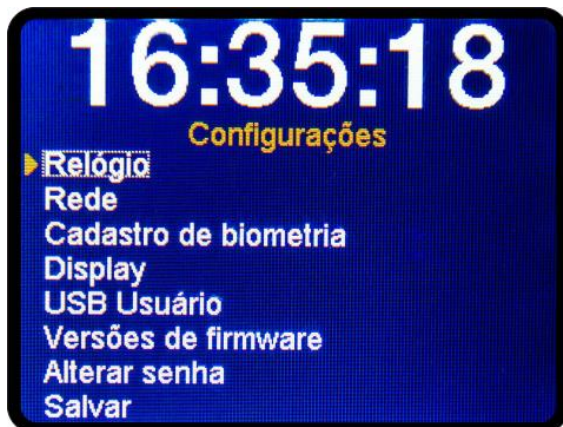 16:35:18
Configurações
Relógio
Rede
Cadastro de biometria
Display
USB Usuário
Versões de firmware
Alterar senha
Salvar